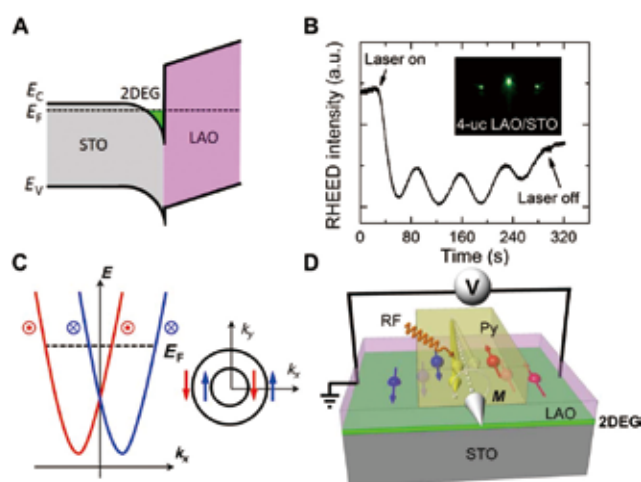 A
E_C
E_F
2DEG
STO
LAO
E_V
B
RHEED intensity (a.u.)
Laser on
4-uc LAO/STO
Laser off
0 80 160 240 320
Time (s)
C
E
E_F
k_x
k_y
k_x
D
V
RF
Py
M
LAO
2DEG
STO